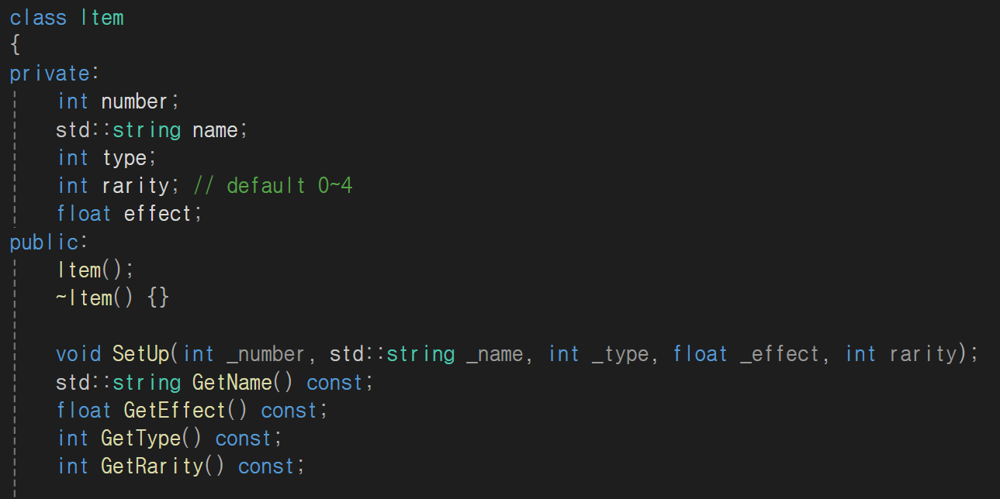 class Item
{
private:
    int number;
    std::string name;
    int type;
    int rarity; // default 0~4
    float effect;
public:
    Item();
    ~Item() {}

    void SetUp(int _number, std::string _name, int _type, float _effect, int rarity);
    std::string GetName() const;
    float GetEffect() const;
    int GetType() const;
    int GetRarity() const;